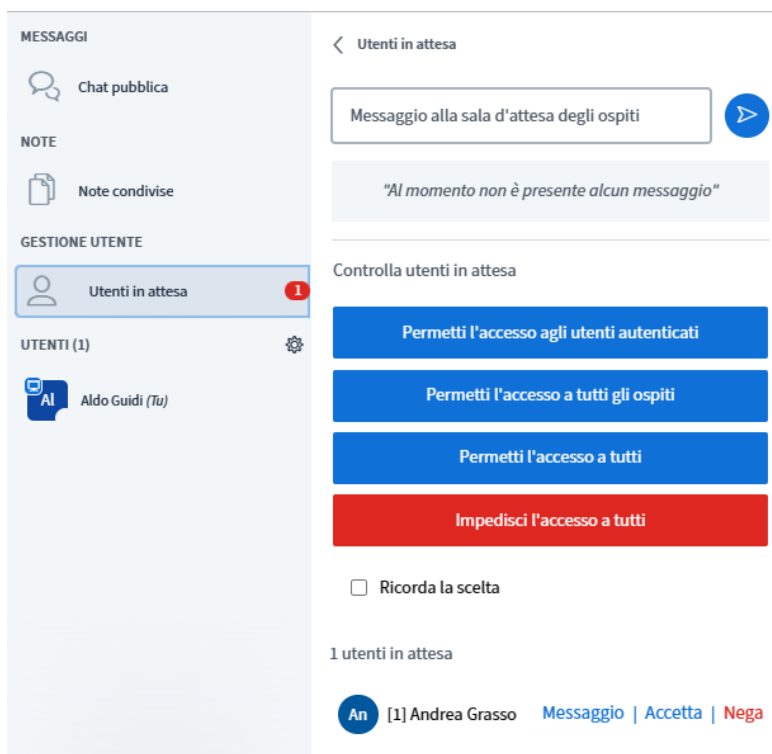 MESSAGGI
Chat pubblica
NOTE
Note condivise
GESTIONE UTENTE
Utenti in attesa
1
UTENTI (1)
Al
Aldo Guidi (Tu)
Utenti in attesa
Messaggio alla sala d'attesa degli ospiti
"Al momento non è presente alcun messaggio"
Controlla utenti in attesa
Permetti l'accesso agli utenti autenticati
Permetti l'accesso a tutti gli ospiti
Permetti l'accesso a tutti
Impedisci l'accesso a tutti
Ricorda la scelta
1 utenti in attesa
An [1] Andrea Grasso Messaggio | Accetta | Nega